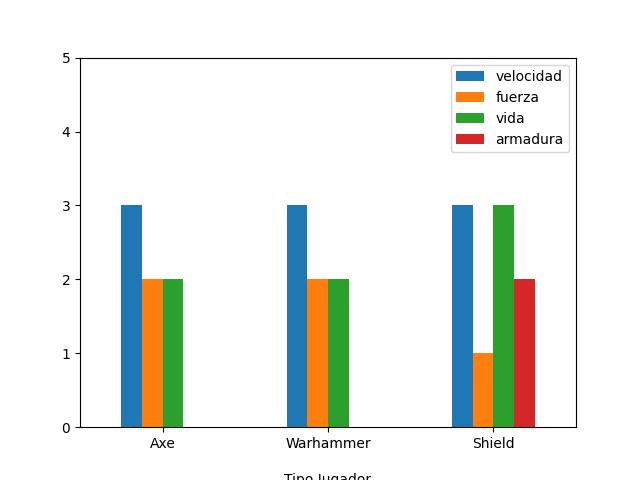 5
4
3
2
1
0
velocidad
fuerza
vida
armadura
Axe Warhammer Shield
Tipo Jugador